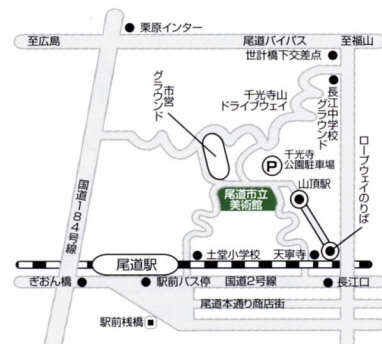 栗原インター
至広島
尾道バイパス
至福山
世計橋下交差点
市営
グラウンド
千光寺山
ドライブウェイ
長江中学校
グラウンド
P
千光寺
公園駐車場
ロープウェイのりば
山頂駅
尾道市立
美術館
国道184号線
尾道駅
土堂小学校
天寧寺
ぎおん橋
駅前バス停
国道2号線
長江口
尾道本通り商店街
駅前桟橋